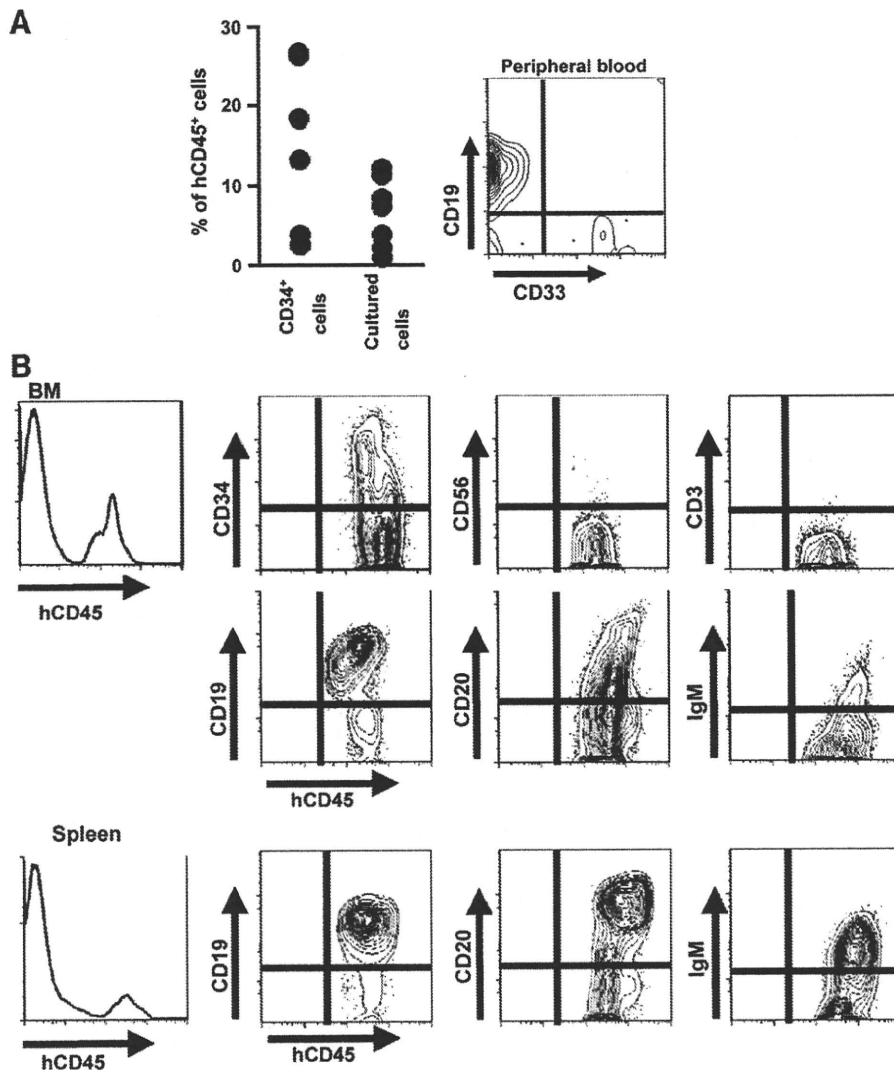 A
30
20
10
0
% of hCD45+ cells
CD34+ cells
Cultured cells
Peripheral blood
CD19
CD33
B
BM
hCD45
CD34
CD56
CD3
CD19
CD20
IgM
hCD45
Spleen
hCD45
CD19
CD20
IgM
hCD45